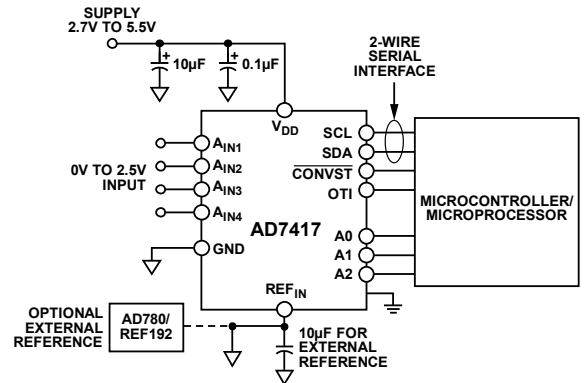 SUPPLY
2.7V TO 5.5V
+
10µF
+
0.1µF
2-WIRE
SERIAL
INTERFACE
VDD
AIN1
AIN2
AIN3
AIN4
0V TO 2.5V
INPUT
GND
AD7417
SCL
SDA
CONVST
OTI
A0
A1
A2
MICROCONTROLLER/
MICROPROCESSOR
REFIN
OPTIONAL
EXTERNAL
REFERENCE
AD780/
REF192
10µF FOR
EXTERNAL
REFERENCE